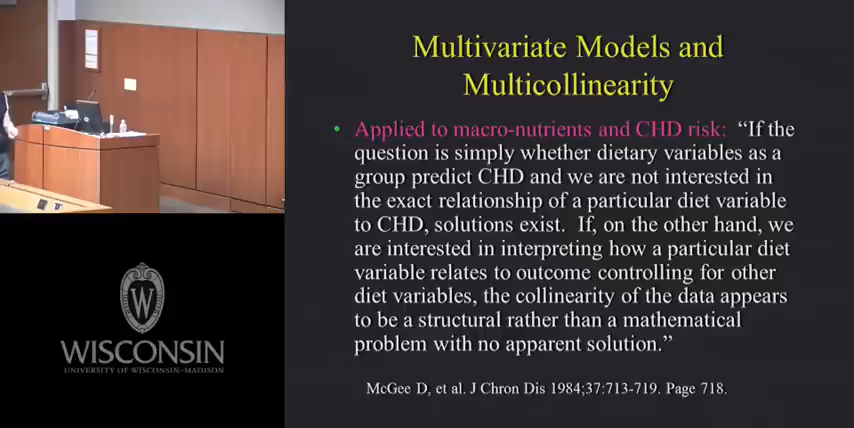 Multivariate Models and
Multicollinearity
• Applied to macro-nutrients and CHD risk: “If the
question is simply whether dietary variables as a
group predict CHD and we are not interested in
the exact relationship of a particular diet variable
to CHD, solutions exist. If, on the other hand, we
are interested in interpreting how a particular diet
variable relates to outcome controlling for other
diet variables, the collinearity of the data appears
to be a structural rather than a mathematical
problem with no apparent solution.”
McGee D, et al. J Chron Dis 1984;37:713-719. Page 718.
W
WISCONSIN
UNIVERSITY OF WISCONSIN–MADISON